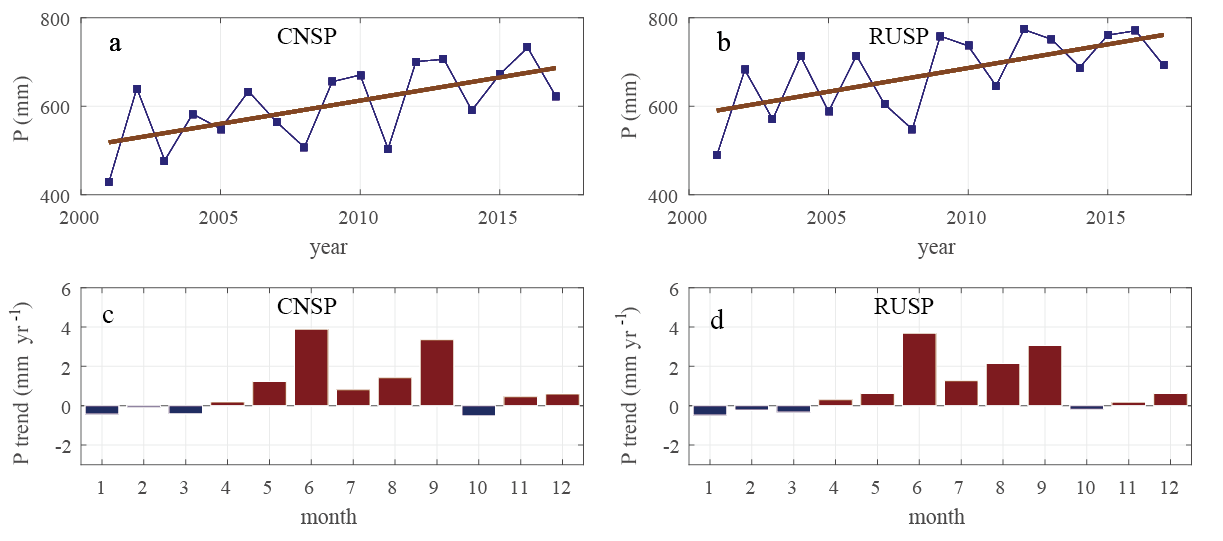 800
600
400
P (mm)
a
CNSP
2000
2005
2010
2015
year
800
600
400
P (mm)
b
RUSP
2000
2005
2010
2015
year
6
4
2
0
-2
P trend (mm yr-1)
c
CNSP
1 2 3 4 5 6 7 8 9 10 11 12
month
6
4
2
0
-2
P trend (mm yr-1)
d
RUSP
1 2 3 4 5 6 7 8 9 10 11 12
month